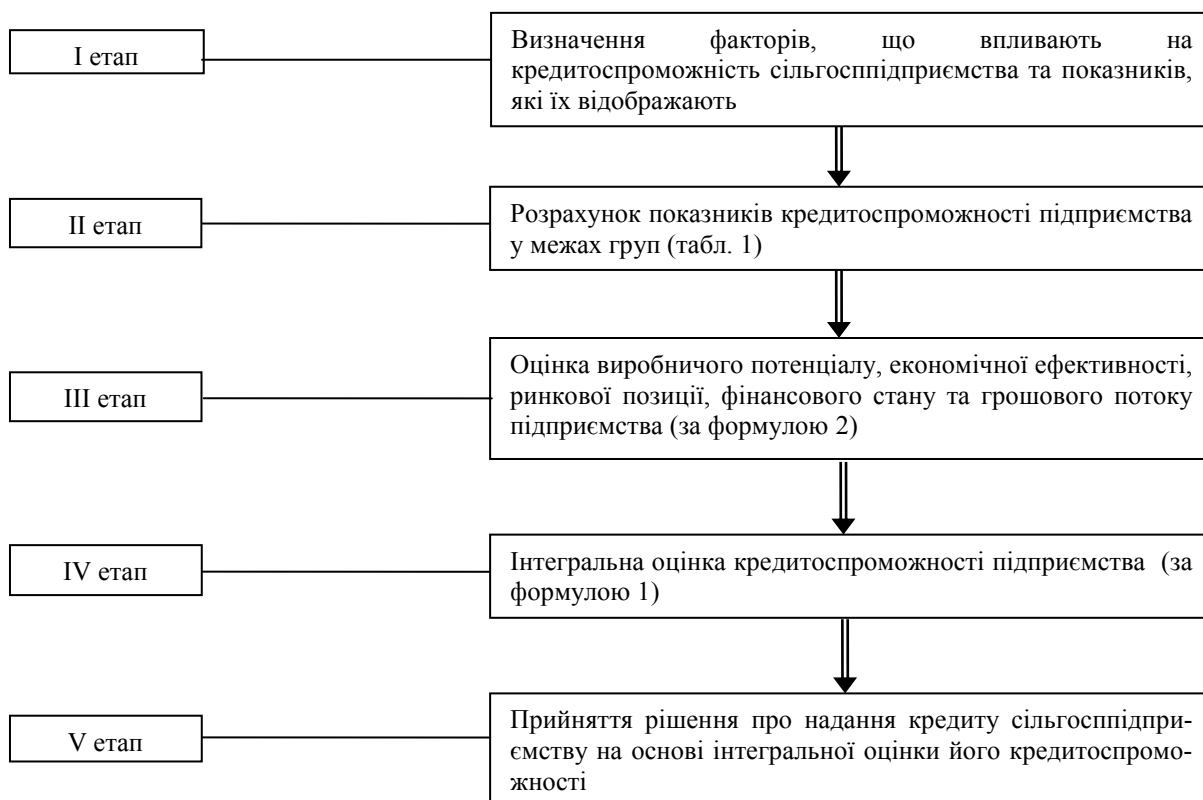 I етап
Визначення факторів, що впливають на
кредитоспроможність сільгосппідприємства та показників,
які їх відображають
II етап
Розрахунок показників кредитоспроможності підприємства
у межах груп (табл. 1)
III етап
Оцінка виробничого потенціалу, економічної ефективності,
ринкової позиції, фінансового стану та грошового потоку
підприємства (за формулою 2)
IV етап
Інтегральна оцінка кредитоспроможності підприємства (за
формулою 1)
V етап
Прийняття рішення про надання кредиту сільгосппідпри-
ємству на основі інтегральної оцінки його кредитоспромо-
жності